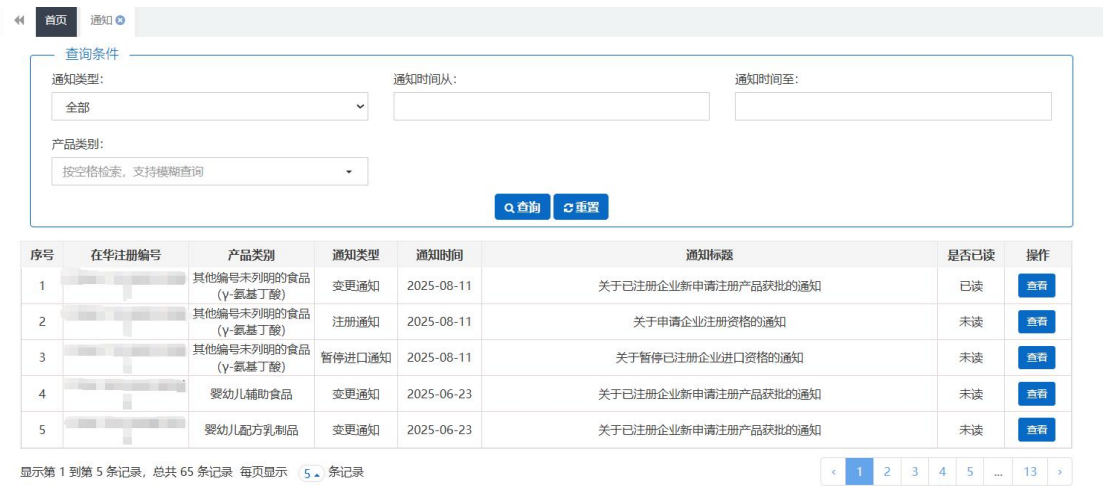 首页 通知
查询条件
通知类型: 通知时间从: 通知时间至:
全部
产品类别:
按空格检索，支持模糊查询
查询 重置
序号 在华注册编号 产品类别 通知类型 通知时间 通知标题 是否已读 操作
1 其他编号未列明的食品(γ-氨基丁酸) 变更通知 2025-08-11 关于已注册企业新申请注册产品获批的通知 已读 查看
2 其他编号未列明的食品(γ-氨基丁酸) 注册通知 2025-08-11 关于申请企业注册资格的通知 未读 查看
3 其他编号未列明的食品(γ-氨基丁酸) 暂停进口通知 2025-08-11 关于暂停已注册企业进口资格的通知 未读 查看
4 婴幼儿辅助食品 变更通知 2025-06-23 关于已注册企业新申请注册产品获批的通知 未读 查看
5 婴幼儿配方乳制品 变更通知 2025-06-23 关于已注册企业新申请注册产品获批的通知 未读 查看
显示第 1 到第 5 条记录，总共 65 条记录 每页显示 5 条记录 ‹ 1 2 3 4 5 ... 13 ›